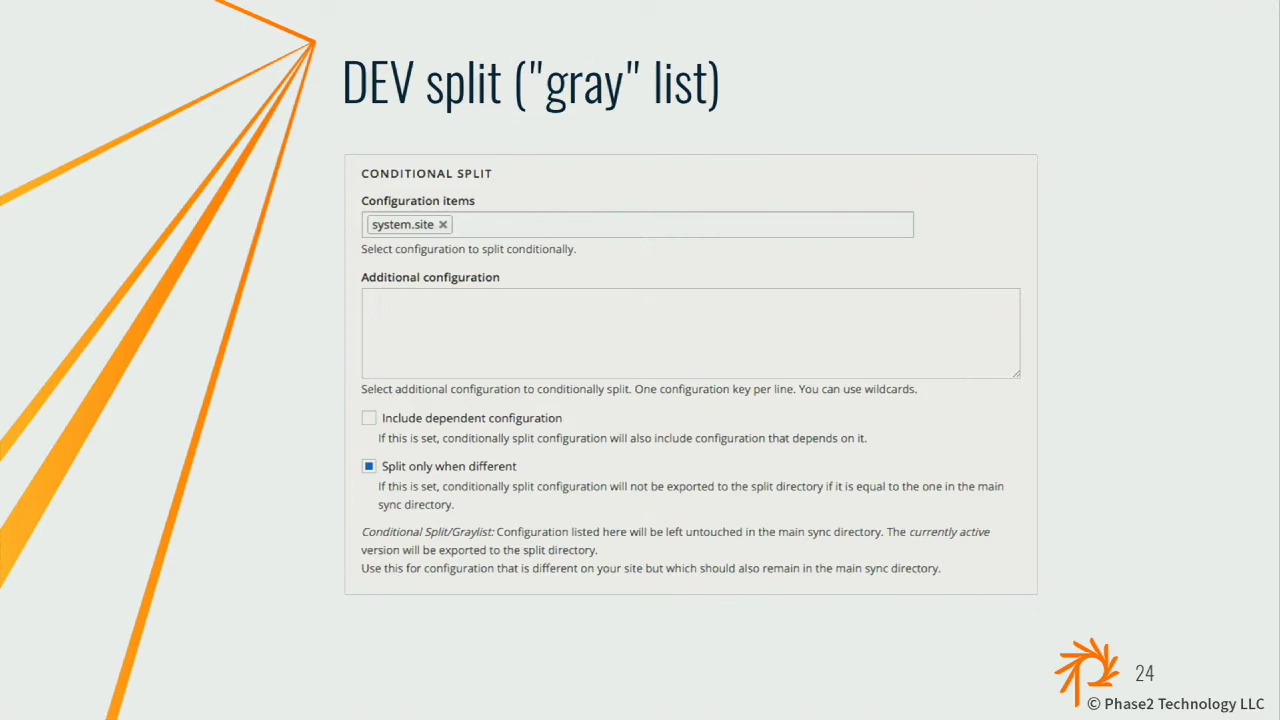 DEV split ("gray" list)
CONDITIONAL SPLIT
Configuration items
system.site ✖
Select configuration to split conditionally.
Additional configuration
Select additional configuration to conditionally split. One configuration key per line. You can use wildcards.
Include dependent configuration
If this is set, conditionally split configuration will also include configuration that depends on it.
Split only when different
If this is set, conditionally split configuration will not be exported to the split directory if it is equal to the one in the main
sync directory.
Conditional Split/Graylist: Configuration listed here will be left untouched in the main sync directory. The currently active
version will be exported to the split directory.
Use this for configuration that is different on your site but which should also remain in the main sync directory.
24
© Phase2 Technology LLC